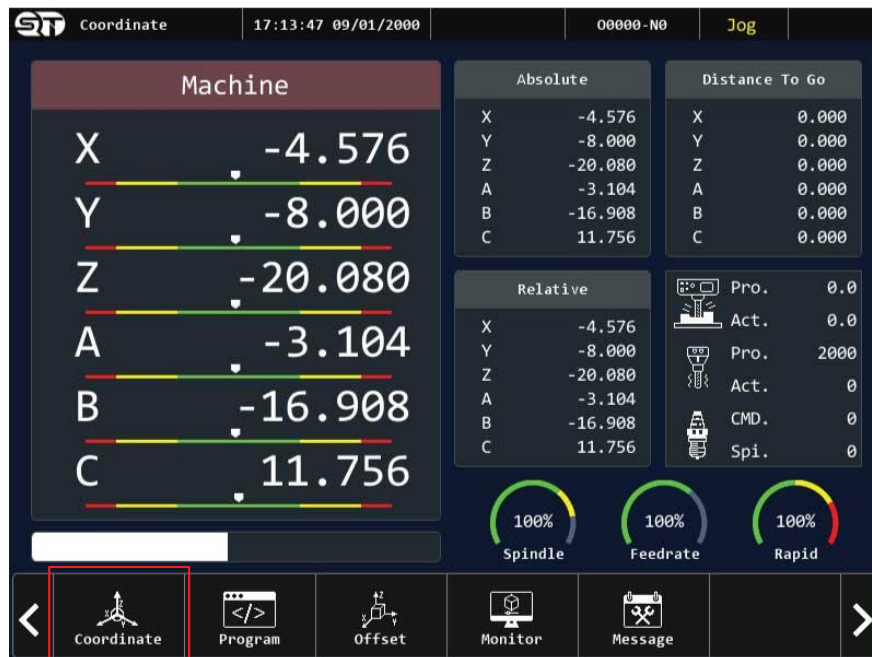 ST Coordinate 17:13:47 09/01/2000 O0000-N0 Jog
Machine
X -4.576
Y -8.000
Z -20.080
A -3.104
B -16.908
C 11.756
Absolute
X -4.576
Y -8.000
Z -20.080
A -3.104
B -16.908
C 11.756
Distance To Go
X 0.000
Y 0.000
Z 0.000
A 0.000
B 0.000
C 0.000
Relative
X -4.576
Y -8.000
Z -20.080
A -3.104
B -16.908
C 11.756
Pro. 0.0
Act. 0.0
Pro. 2000
Act. 0
CMD. 0
Spi. 0
100% 100% 100%
Spindle Feedrate Rapid
Coordinate Program Offset Monitor Message